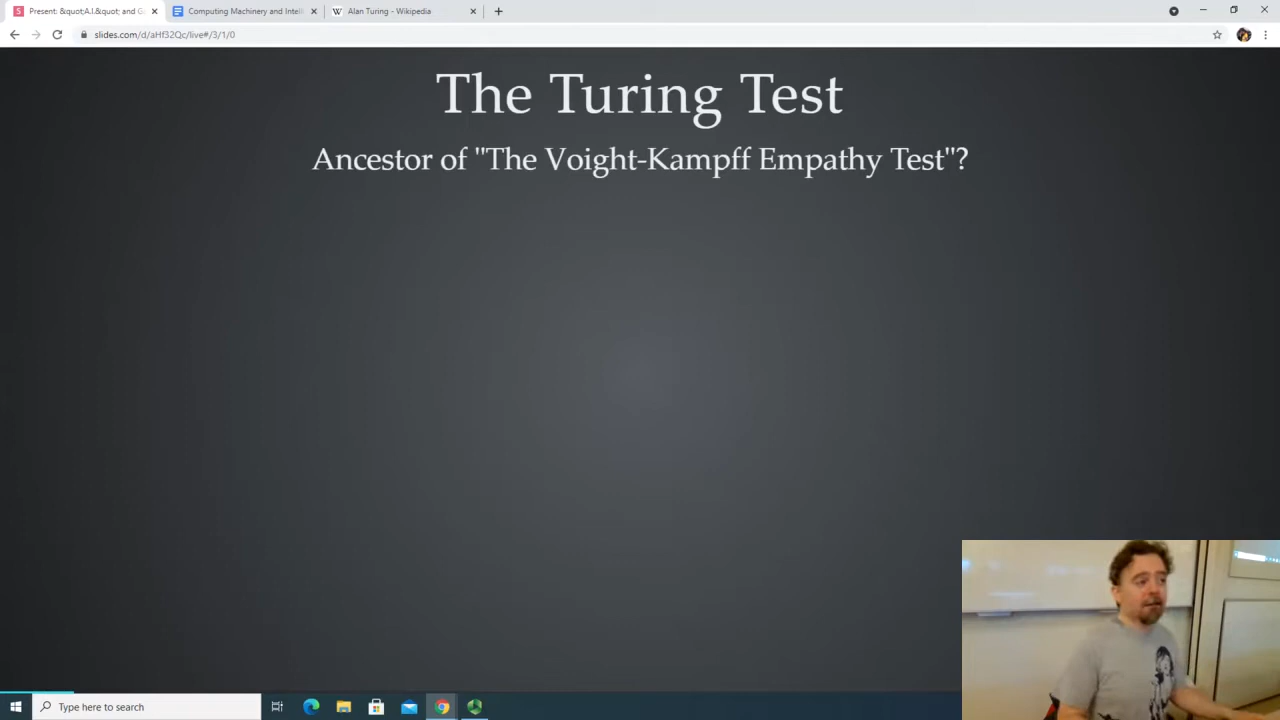 Present: &quot;A.I.&quot; and G
Computing Machinery and Intelli
Alan Turing - Wikipedia
slides.com/d/aHf32Qc/live#/3/1/0
The Turing Test
Ancestor of "The Voight-Kampff Empathy Test"?
Type here to search